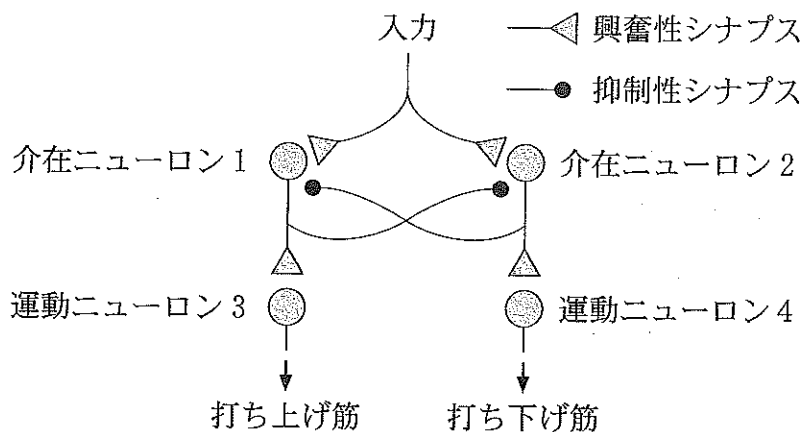 入力
興奮性シナプス
抑制性シナプス
介在ニューロン1
介在ニューロン2
運動ニューロン3
運動ニューロン4
打ち上げ筋
打ち下げ筋